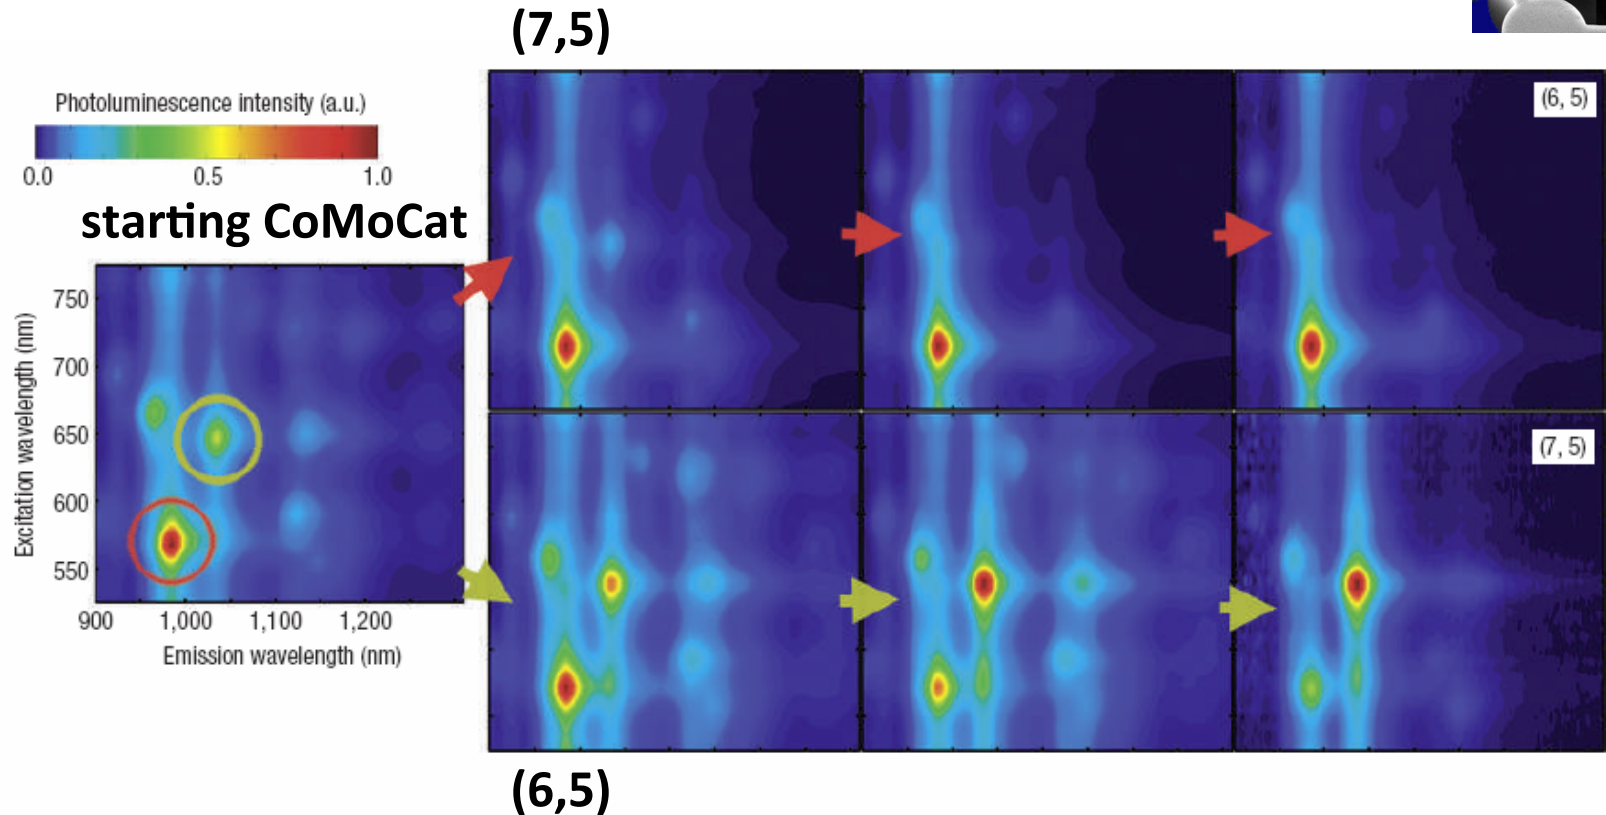 (7,5)
Photoluminescence intensity (a.u.)
0.0 0.5 1.0
starting CoMoCat
(6, 5)
Excitation wavelength (nm)
750
700
650
600
550
900 1,000 1,100 1,200
Emission wavelength (nm)
(7, 5)
(6,5)